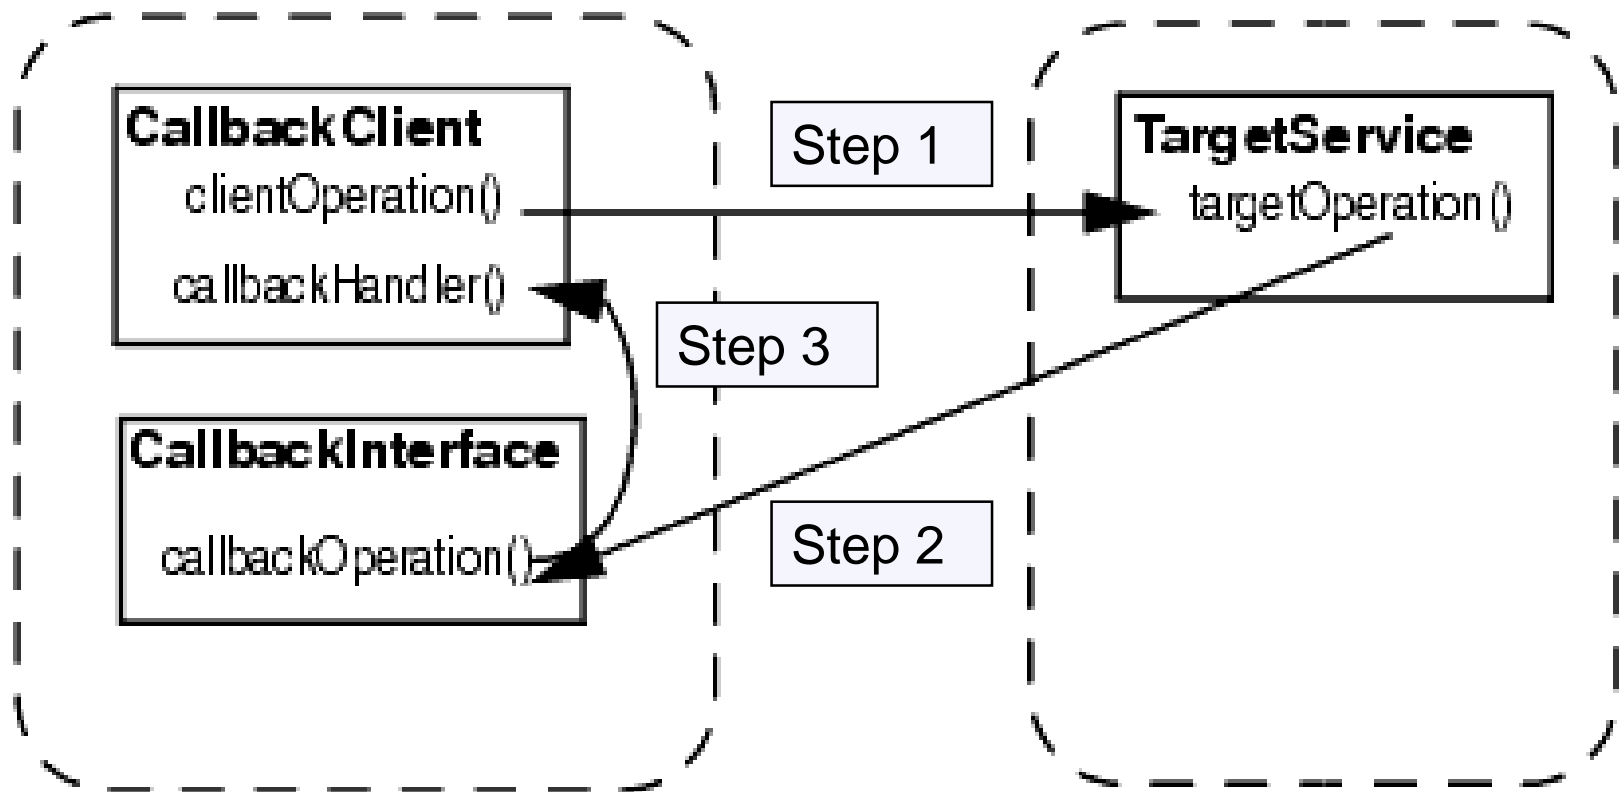 CallbackClient
clientOperation()
callbackHandler()
Step 1
TargetService
targetOperation()
Step 3
CallbackInterface
callbackOperation()
Step 2